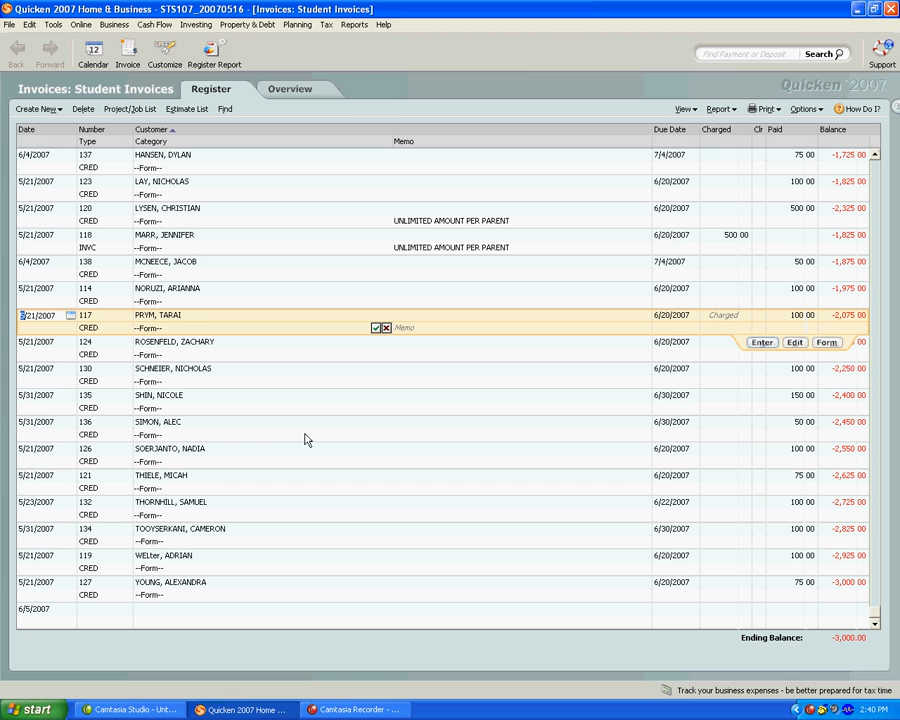 Quicken 2007 Home & Business - STS107_20070516 - [Invoices: Student Invoices]
File Edit Tools Online Business Cash Flow Investing Property & Debt Planning Tax Reports Help
Back Forward Calendar Invoice Customize Register Report Find Payment or Deposit Search Support
12
Invoices: Student Invoices Register Overview Quicken 2007
Create New Delete Project/Job List Estimate List Find View Report Print Options How Do I?
Date Number Customer Due Date Charged Clr Paid Balance
Type Category Memo
6/4/2007 137 HANSEN, DYLAN 7/4/2007 75 00 -1,725 00
CRED --Form--
5/21/2007 123 LAY, NICHOLAS 6/20/2007 100 00 -1,825 00
CRED --Form--
5/21/2007 120 LYSEN, CHRISTIAN 6/20/2007 500 00 -2,325 00
CRED --Form-- UNLIMITED AMOUNT PER PARENT
5/21/2007 118 MARR, JENNIFER 6/20/2007 500 00 -1,825 00
INVC --Form-- UNLIMITED AMOUNT PER PARENT
6/4/2007 138 MCNEECE, JACOB 7/4/2007 50 00 -1,875 00
CRED --Form--
5/21/2007 114 NORUZI, ARIANNA 6/20/2007 100 00 -1,975 00
CRED --Form--
5/21/2007 117 PRYM, TARAI 6/20/2007 Charged 100 00 -2,075 00
CRED --Form-- Memo
5/21/2007 124 ROSENFELD, ZACHARY 6/20/2007 Enter Edit Form 00
CRED --Form--
5/21/2007 130 SCHNEIER, NICHOLAS 6/20/2007 100 00 -2,250 00
CRED --Form--
5/31/2007 135 SHIN, NICOLE 6/30/2007 150 00 -2,400 00
CRED --Form--
5/31/2007 136 SIMON, ALEC 6/30/2007 50 00 -2,450 00
CRED --Form--
5/21/2007 126 SOERJANTO, NADIA 6/20/2007 100 00 -2,550 00
CRED --Form--
5/21/2007 121 THIELE, MICAH 6/20/2007 75 00 -2,625 00
CRED --Form--
5/23/2007 132 THORNHILL, SAMUEL 6/22/2007 100 00 -2,725 00
CRED --Form--
5/31/2007 134 TOOYSERKANI, CAMERON 6/30/2007 100 00 -2,825 00
CRED --Form--
5/21/2007 119 WELter, ADRIAN 6/20/2007 100 00 -2,925 00
CRED --Form--
5/21/2007 127 YOUNG, ALEXANDRA 6/20/2007 75 00 -3,000 00
CRED --Form--
6/5/2007
Ending Balance: -3,000.00
Track your business expenses - be better prepared for tax time
start Camtasia Studio - Unt... Quicken 2007 Home ... Camtasia Recorder - ... 2:40 PM